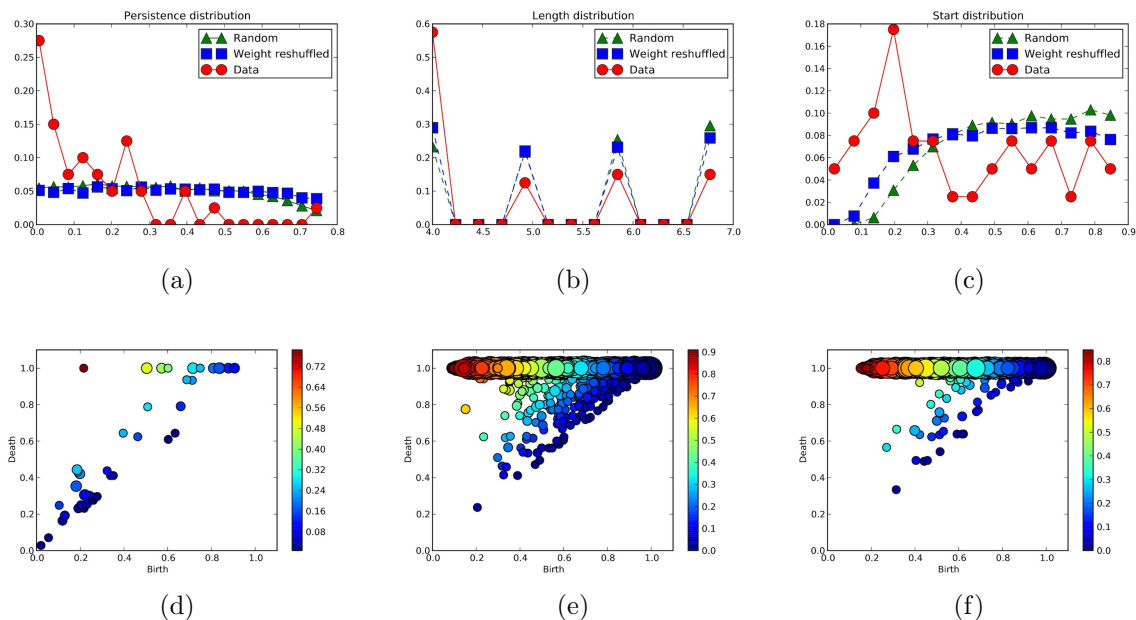 Persistence distribution
0.30
0.25
0.20
0.15
0.10
0.05
0.00
0.0 0.1 0.2 0.3 0.4 0.5 0.6 0.7 0.8
Random
Weight reshuffled
Data
(a)
Length distribution
0.6
0.5
0.4
0.3
0.2
0.1
0.0
4.0 4.5 5.0 5.5 6.0 6.5 7.0
Random
Weight reshuffled
Data
(b)
Start distribution
0.18
0.16
0.14
0.12
0.10
0.08
0.06
0.04
0.02
0.00
0.0 0.1 0.2 0.3 0.4 0.5 0.6 0.7 0.8 0.9
Random
Weight reshuffled
Data
(c)
Death
1.0
0.8
0.6
0.4
0.2
0.0
0.0 0.2 0.4 0.6 0.8 1.0
Birth
0.72
0.64
0.56
0.48
0.40
0.32
0.24
0.16
0.08
(d)
Death
1.0
0.8
0.6
0.4
0.2
0.0
0.0 0.2 0.4 0.6 0.8 1.0
Birth
0.9
0.8
0.7
0.6
0.5
0.4
0.3
0.2
0.1
0.0
(e)
Death
1.0
0.8
0.6
0.4
0.2
0.0
0.0 0.2 0.4 0.6 0.8 1.0
Birth
0.8
0.7
0.6
0.5
0.4
0.3
0.2
0.1
0.0
(f)